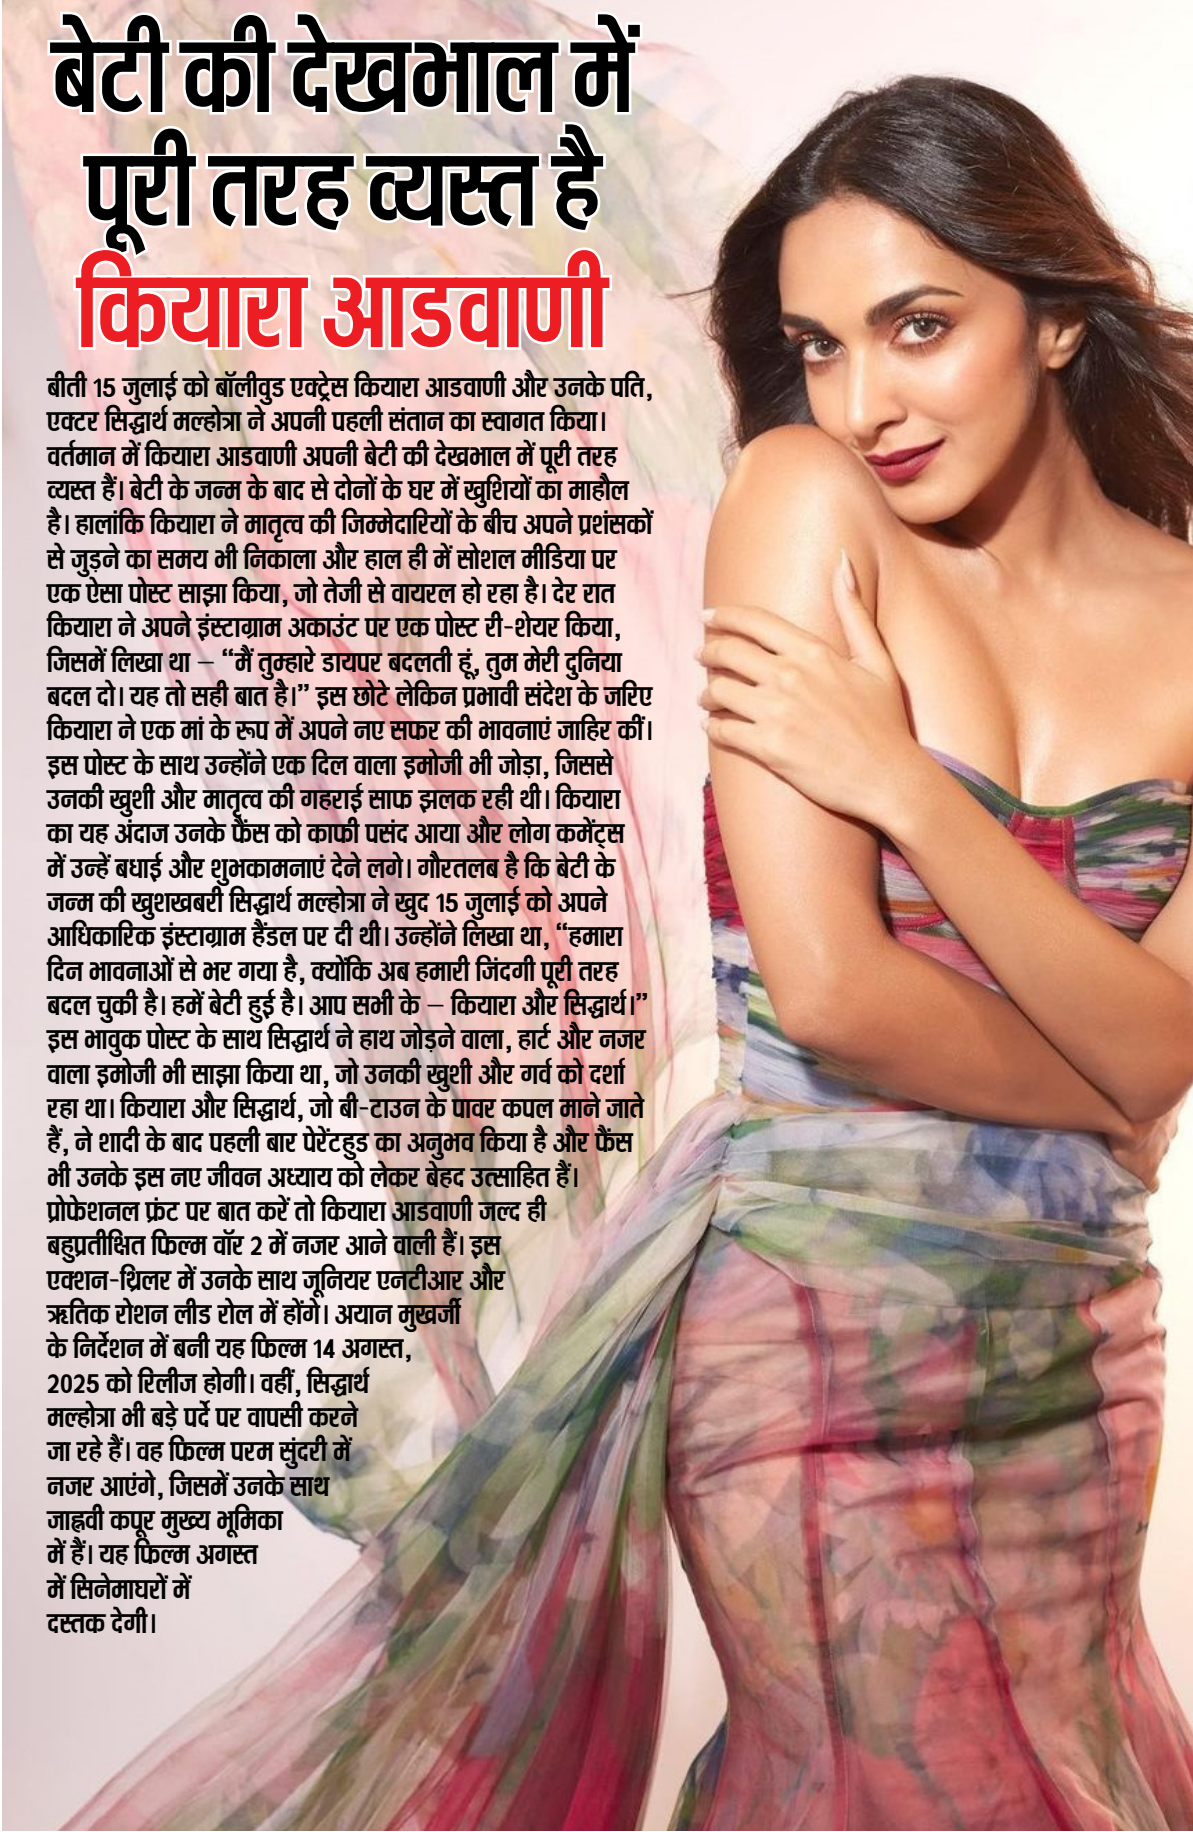 बेटी की देखभाल में
पूरी तरह व्यस्त है
कियारा आडवाणी
बीती 15 जुलाई को बॉलीवुड एक्ट्रेस कियारा आडवाणी और उनके पति,
एक्टर सिद्धार्थ मल्होत्रा ने अपनी पहली संतान का स्वागत किया।
वर्तमान में कियारा आडवाणी अपनी बेटी की देखभाल में पूरी तरह
व्यस्त हैं। बेटी के जन्म के बाद से दोनों के घर में खुशियों का माहौल
है। हालांकि कियारा ने मातृत्व की जिम्मेदारियों के बीच अपने प्रशंसकों
से जुड़ने का समय भी निकाला और हाल ही में सोशल मीडिया पर
एक ऐसा पोस्ट साझा किया, जो तेजी से वायरल हो रहा है। देर रात
कियारा ने अपने इंस्टाग्राम अकाउंट पर एक पोस्ट री-शेयर किया,
जिसमें लिखा था – “मैं तुम्हारे डायपर बदलती हूं, तुम मेरी दुनिया
बदल दो। यह तो सही बात है।” इस छोटे लेकिन प्रभावी संदेश के जरिए
कियारा ने एक मां के रूप में अपने नए सफर की भावनाएं जाहिर कीं।
इस पोस्ट के साथ उन्होंने एक दिल वाला इमोजी भी जोड़ा, जिससे
उनकी खुशी और मातृत्व की गहराई साफ झलक रही थी। कियारा
का यह अंदाज उनके फैंस को काफी पसंद आया और लोग कमेंट्स
में उन्हें बधाई और शुभकामनाएं देने लगे। गौरतलब है कि बेटी के
जन्म की खुशखबरी सिद्धार्थ मल्होत्रा ने खुद 15 जुलाई को अपने
आधिकारिक इंस्टाग्राम हैंडल पर दी थी। उन्होंने लिखा था, “हमारा
दिन भावनाओं से भर गया है, क्योंकि अब हमारी जिंदगी पूरी तरह
बदल चुकी है। हमें बेटी हुई है। आप सभी के – कियारा और सिद्धार्थ।”
इस भावुक पोस्ट के साथ सिद्धार्थ ने हाथ जोड़ने वाला, हार्ट और नजर
वाला इमोजी भी साझा किया था, जो उनकी खुशी और गर्व को दर्शा
रहा था। कियारा और सिद्धार्थ, जो बी-टाउन के पावर कपल माने जाते
हैं, ने शादी के बाद पहली बार पेरेंटहुड का अनुभव किया है और फैंस
भी उनके इस नए जीवन अध्याय को लेकर बेहद उत्साहित हैं।
प्रोफेशनल फ्रंट पर बात करें तो कियारा आडवाणी जल्द ही
बहुप्रतीक्षित फिल्म वॉर 2 में नजर आने वाली हैं। इस
एक्शन-थ्रिलर में उनके साथ जूनियर एनटीआर और
ऋतिक रोशन लीड रोल में होंगे। अयान मुखर्जी
के निर्देशन में बनी यह फिल्म 14 अगस्त,
2025 को रिलीज होगी। वहीं, सिद्धार्थ
मल्होत्रा भी बड़े पर्दे पर वापसी करने
जा रहे हैं। वह फिल्म परम सुंदरी में
नजर आएंगे, जिसमें उनके साथ
जाह्नवी कपूर मुख्य भूमिका
में हैं। यह फिल्म अगस्त
में सिनेमाघरों में
दस्तक देगी।